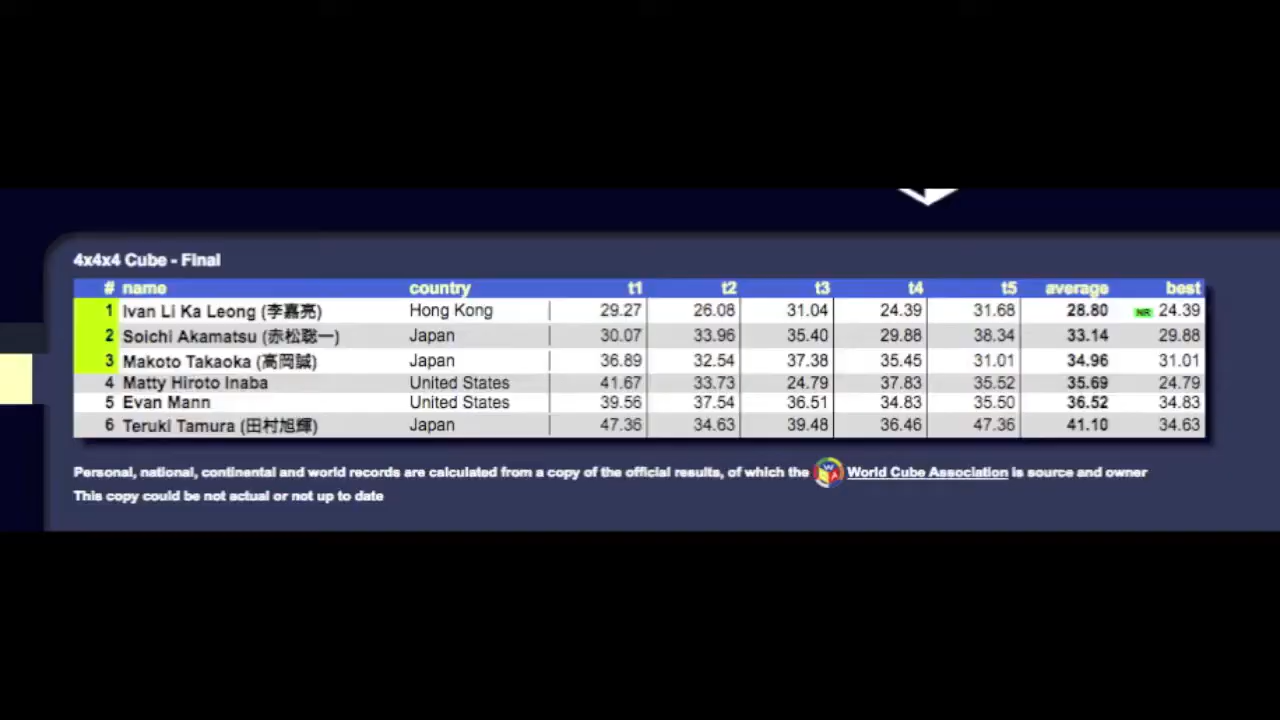 4x4x4 Cube - Final
# name country t1 t2 t3 t4 t5 average best
1 Ivan Li Ka Leong (李嘉亮) Hong Kong 29.27 26.08 31.04 24.39 31.68 28.80 NR 24.39
2 Soichi Akamatsu (赤松聡一) Japan 30.07 33.96 35.40 29.88 38.34 33.14 29.88
3 Makoto Takaoka (高岡誠) Japan 36.89 32.54 37.38 35.45 31.01 34.96 31.01
4 Matty Hiroto Inaba United States 41.67 33.73 24.79 37.83 35.52 35.69 24.79
5 Evan Mann United States 39.56 37.54 36.51 34.83 35.50 36.52 34.83
6 Teruki Tamura (田村旭輝) Japan 47.36 34.63 39.48 36.46 47.36 41.10 34.63
Personal, national, continental and world records are calculated from a copy of the official results, of which the World Cube Association is source and owner
This copy could be not actual or not up to date